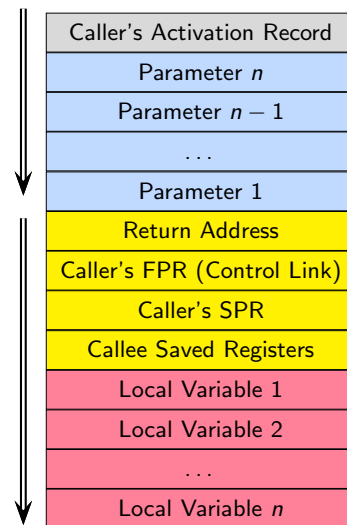 Caller's Activation Record
Parameter n
Parameter n − 1
...
Parameter 1
Return Address
Caller's FPR (Control Link)
Caller's SPR
Callee Saved Registers
Local Variable 1
Local Variable 2
...
Local Variable n